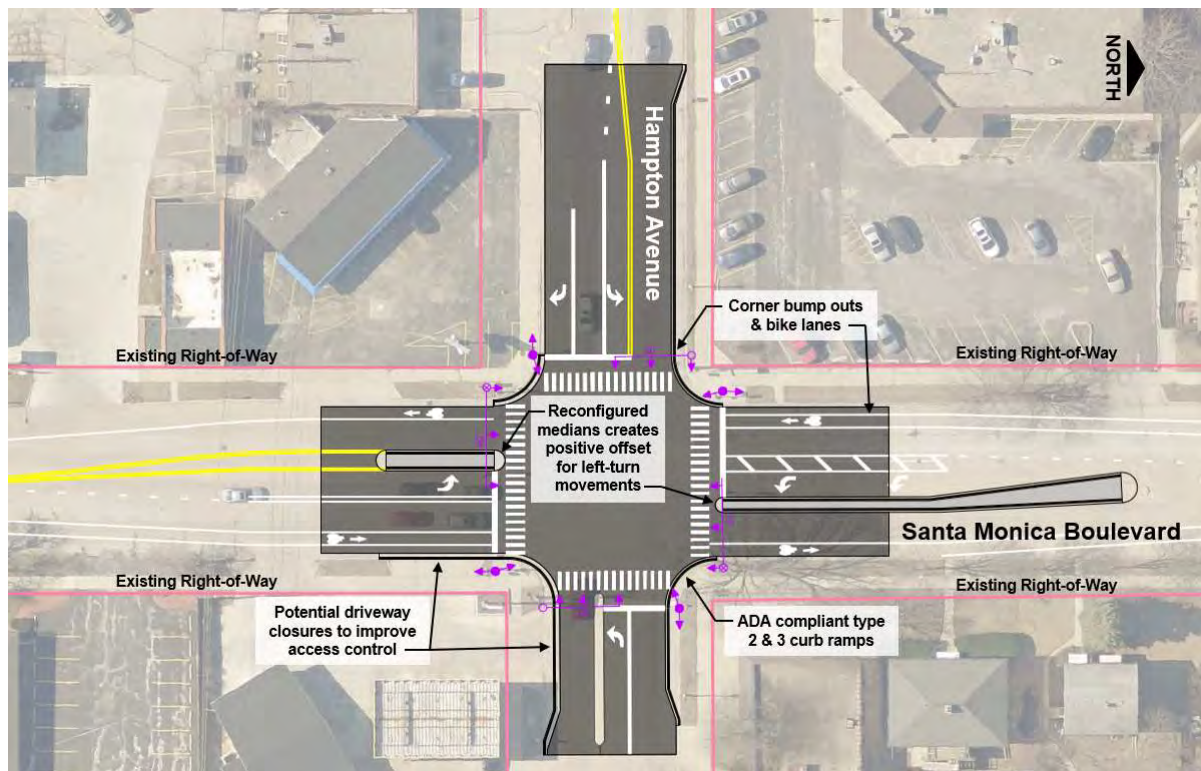 NORTH
Hampton Avenue
Corner bump outs
& bike lanes
Existing Right-of-Way
Existing Right-of-Way
Reconfigured
medians creates
positive offset
for left-turn
movements
Santa Monica Boulevard
Existing Right-of-Way
Existing Right-of-Way
Potential driveway
closures to improve
access control
ADA compliant type
2 & 3 curb ramps